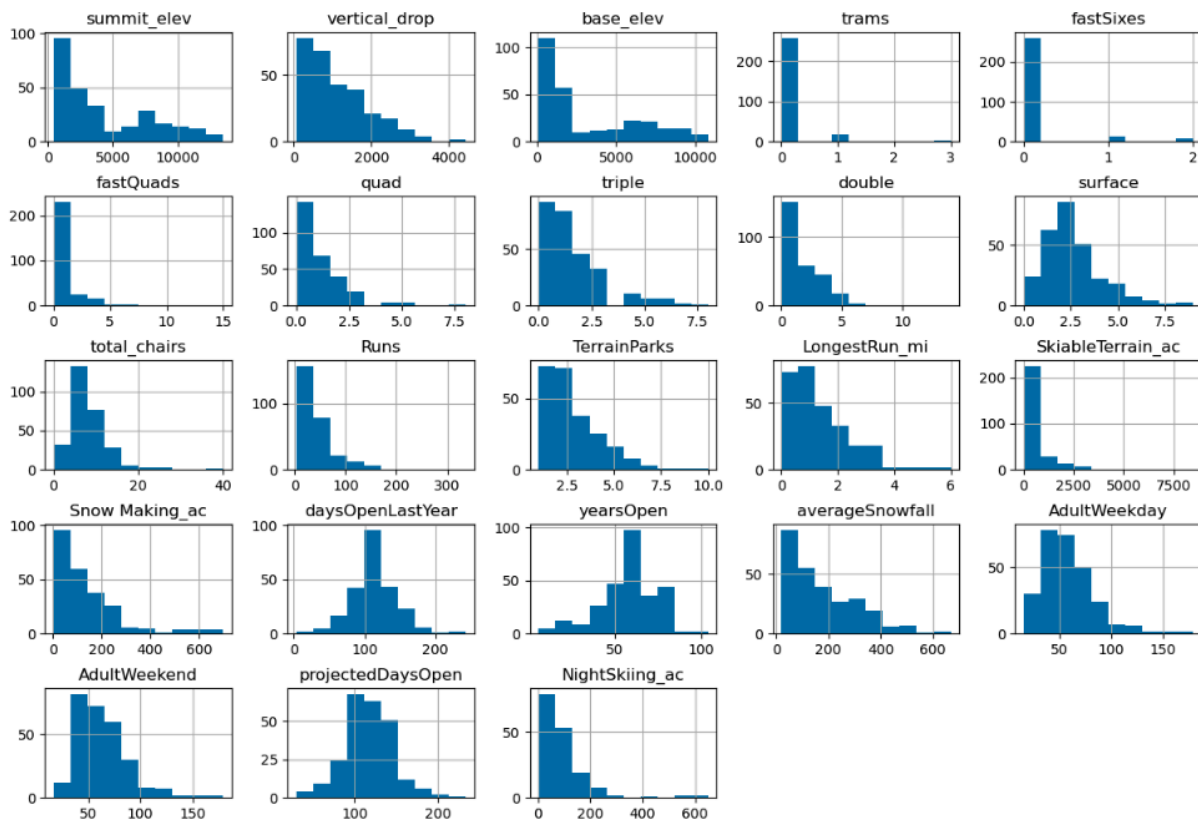 summit_elev vertical_drop base_elev trams fastSixes
100 50 0 0 5000 10000
50 0 0 2000 4000
100 50 0 0 5000 10000
200 100 0 0 1 2 3
200 100 0 0 1 2
fastQuads quad triple double surface
200 100 0 0 5 10 15
100 50 0 0.0 2.5 5.0 7.5
50 0 0.0 2.5 5.0 7.5
100 0 0 5 10
50 0 0.0 2.5 5.0 7.5
total_chairs Runs TerrainParks LongestRun_mi SkiableTerrain_ac
100 50 0 0 20 40
100 0 0 100 200 300
50 0 2.5 5.0 7.5 10.0
50 0 0 2 4 6
200 100 0 0 2500 5000 7500
Snow Making_ac daysOpenLastYear yearsOpen averageSnowfall AdultWeekday
100 50 0 0 200 400 600
100 50 0 100 200
100 50 0 50 100
50 0 0 200 400 600
50 0 50 100 150
AdultWeekend projectedDaysOpen NightSkiing_ac
50 0 50 100 150
50 25 0 100 200
50 0 0 200 400 600